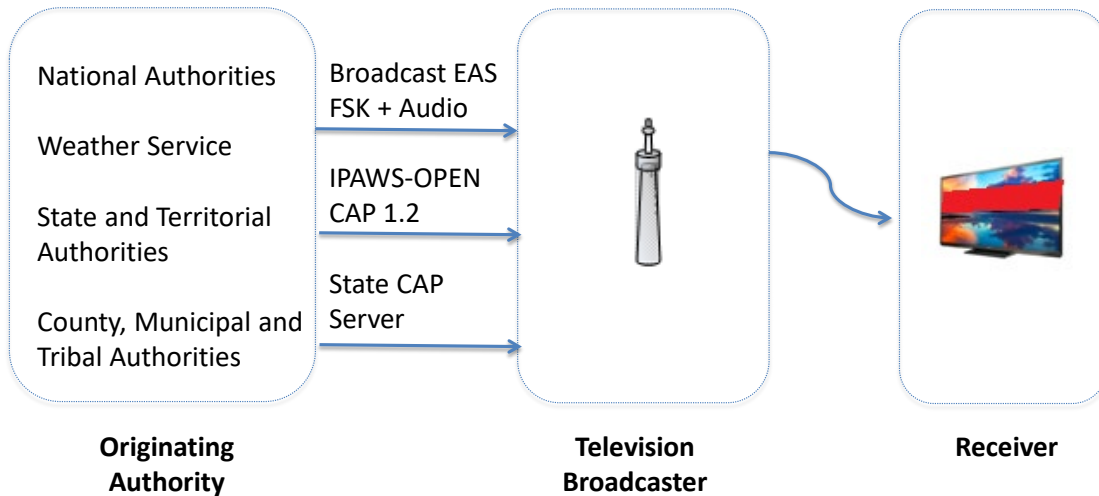 National Authorities
Weather Service
State and Territorial
Authorities
County, Municipal and
Tribal Authorities
Broadcast EAS
FSK + Audio
IPAWS-OPEN
CAP 1.2
State CAP
Server
Originating
Authority
Television
Broadcaster
Receiver